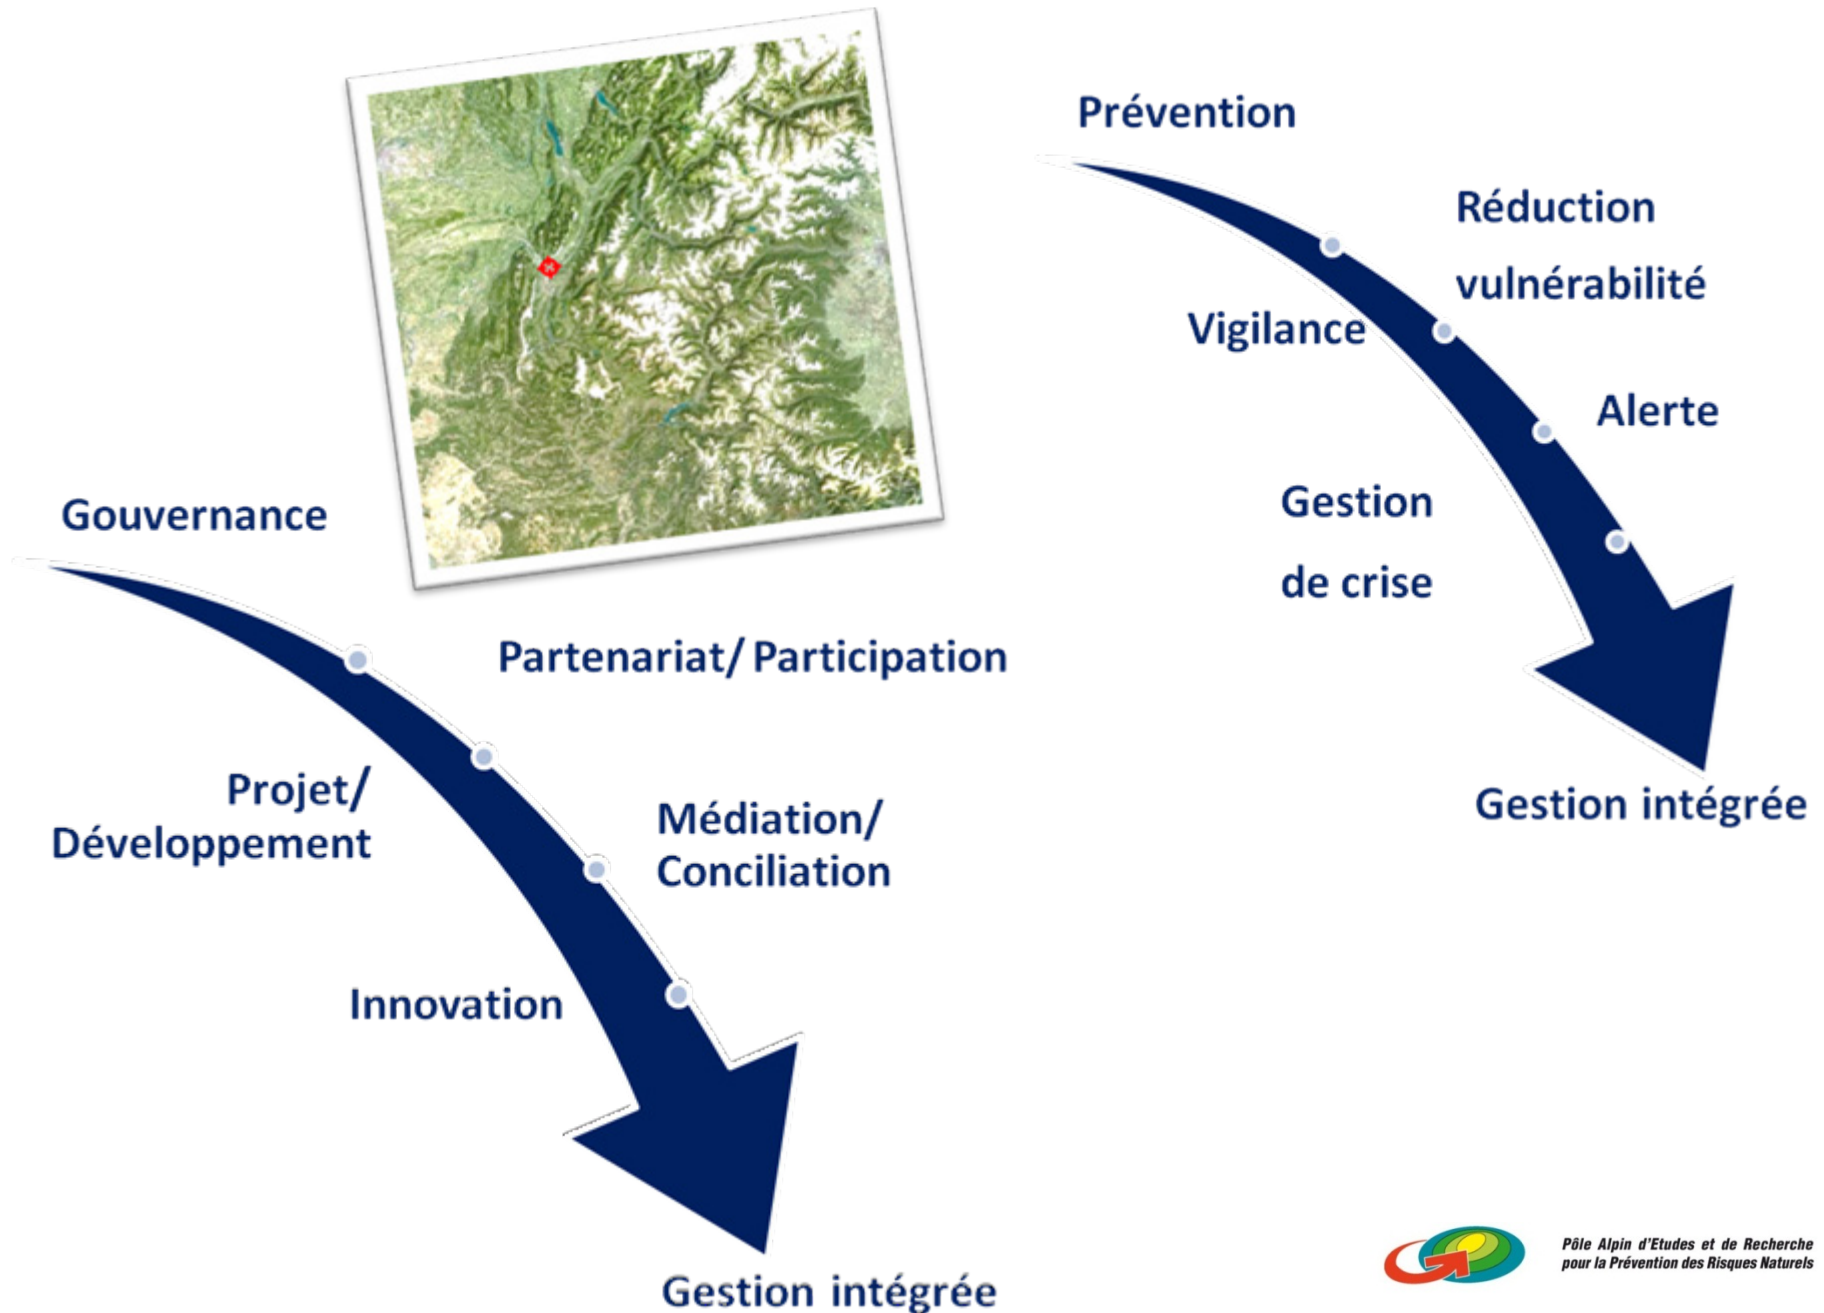 Prévention
Réduction
vulnérabilité
Vigilance
Alerte
Gestion
de crise
Gestion intégrée
Gouvernance
Partenariat/ Participation
Projet/
Développement
Médiation/
Conciliation
Innovation
Gestion intégrée
Pôle Alpin d'Etudes et de Recherche
pour la Prévention des Risques Naturels